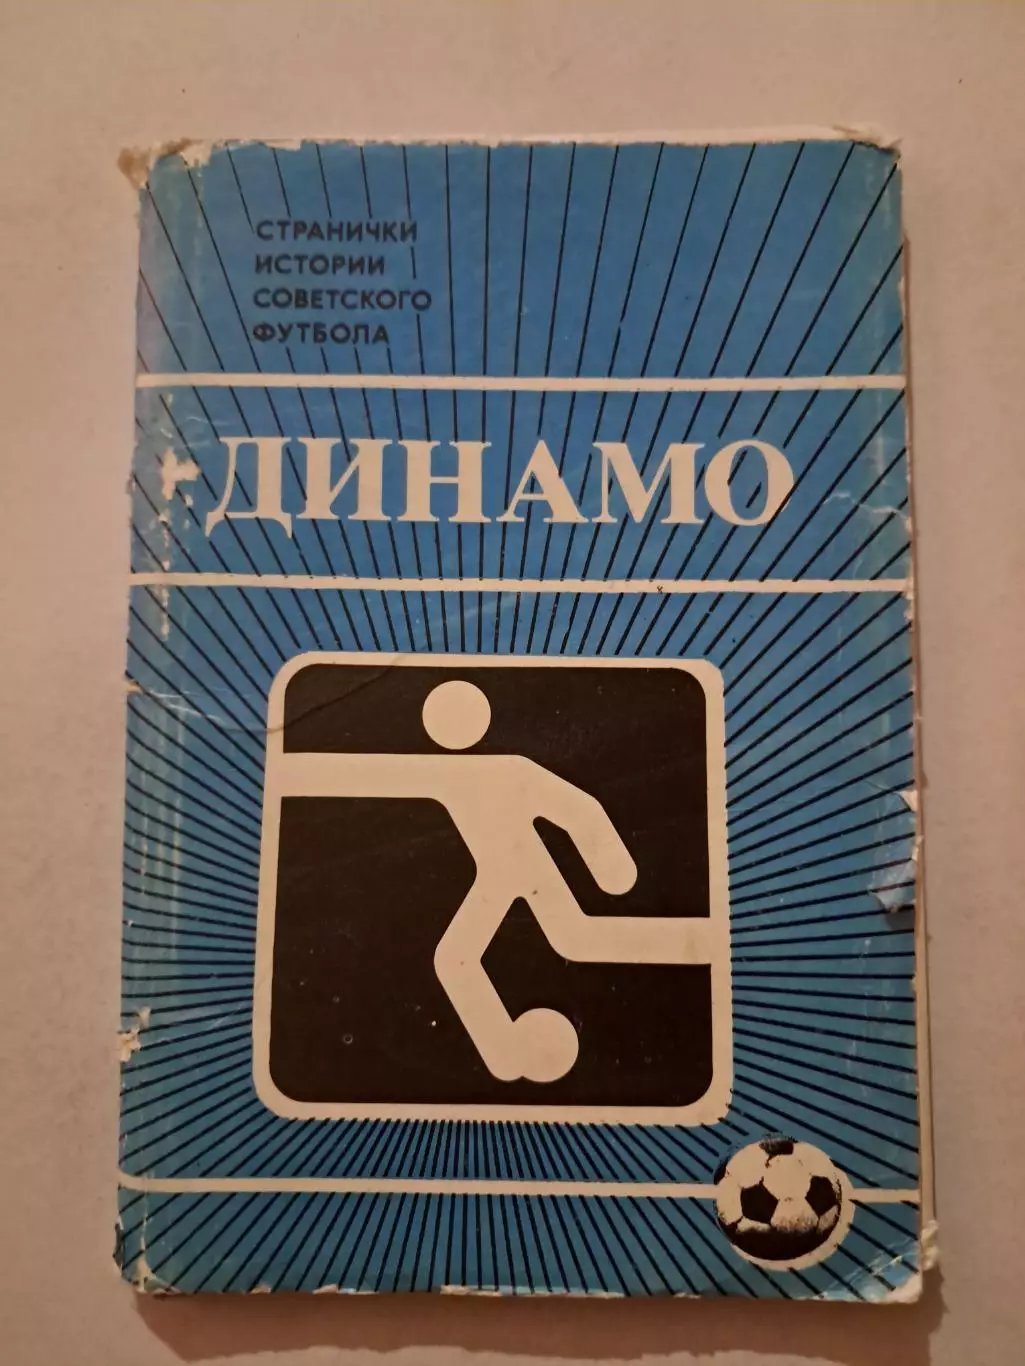 СТРАНИЧКИ
ИСТОРИИ
СОВЕТСКОГО
ФУТБОЛА
ДИНАМО